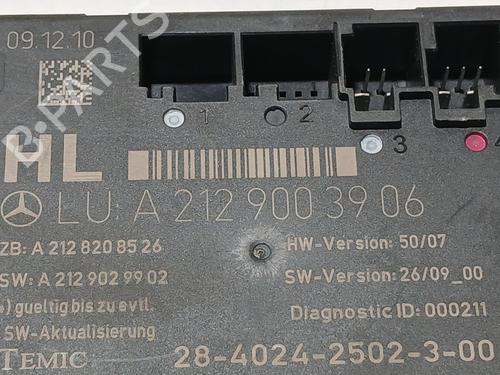 09.12.10
B-PARTS
1
2
3
4
HL
LU: A 212 900 39 06
ZB: A 212 820 85 26
HW-Version: 50/07
SW: A 212 902 99 02
SW-Version: 26/09_00
•) gueltig bis zu evtl.
Diagnostic ID: 000211
SW-Aktualisierung
TEMIC
28-4024-2502-3-00